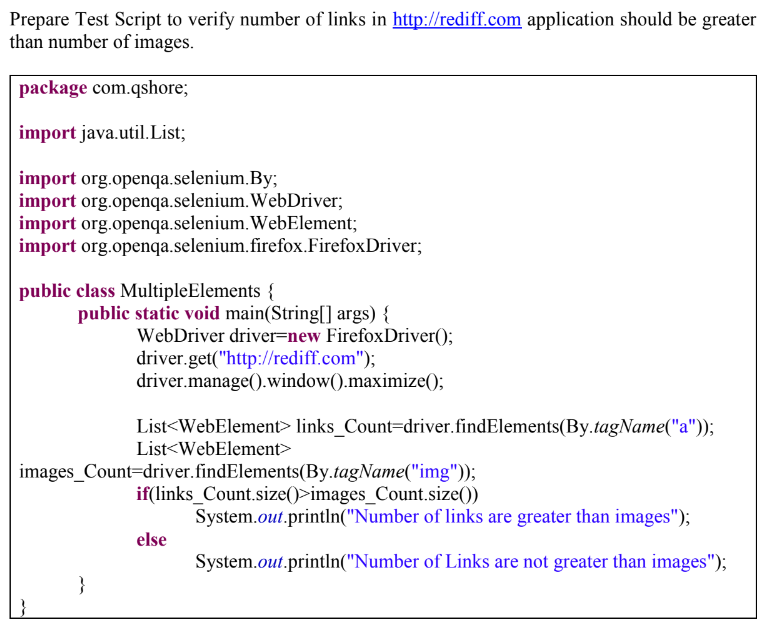 Prepare Test Script to verify number of links in http://rediff.com application should be greater
than number of images.
package com.qshore;
import java.util.List;
import org.openqa.selenium.By;
import org.openqa.selenium.WebDriver;
import org.openqa.selenium.WebElement;
import org.openqa.selenium.firefox.FirefoxDriver;
public class MultipleElements {
public static void main(String[] args) {
WebDriver driver=new FirefoxDriver();
driver.get("http://rediff.com");
driver.manage().window().maximize();
List<WebElement> links_Count=driver.findElements(By.tagName("a"));
List<WebElement>
images_Count=driver.findElements(By.tagName("img"));
if(links_Count.size()>images_Count.size())
System.out.println("Number of links are greater than images");
else
System.out.println("Number of Links are not greater than images");
}
}